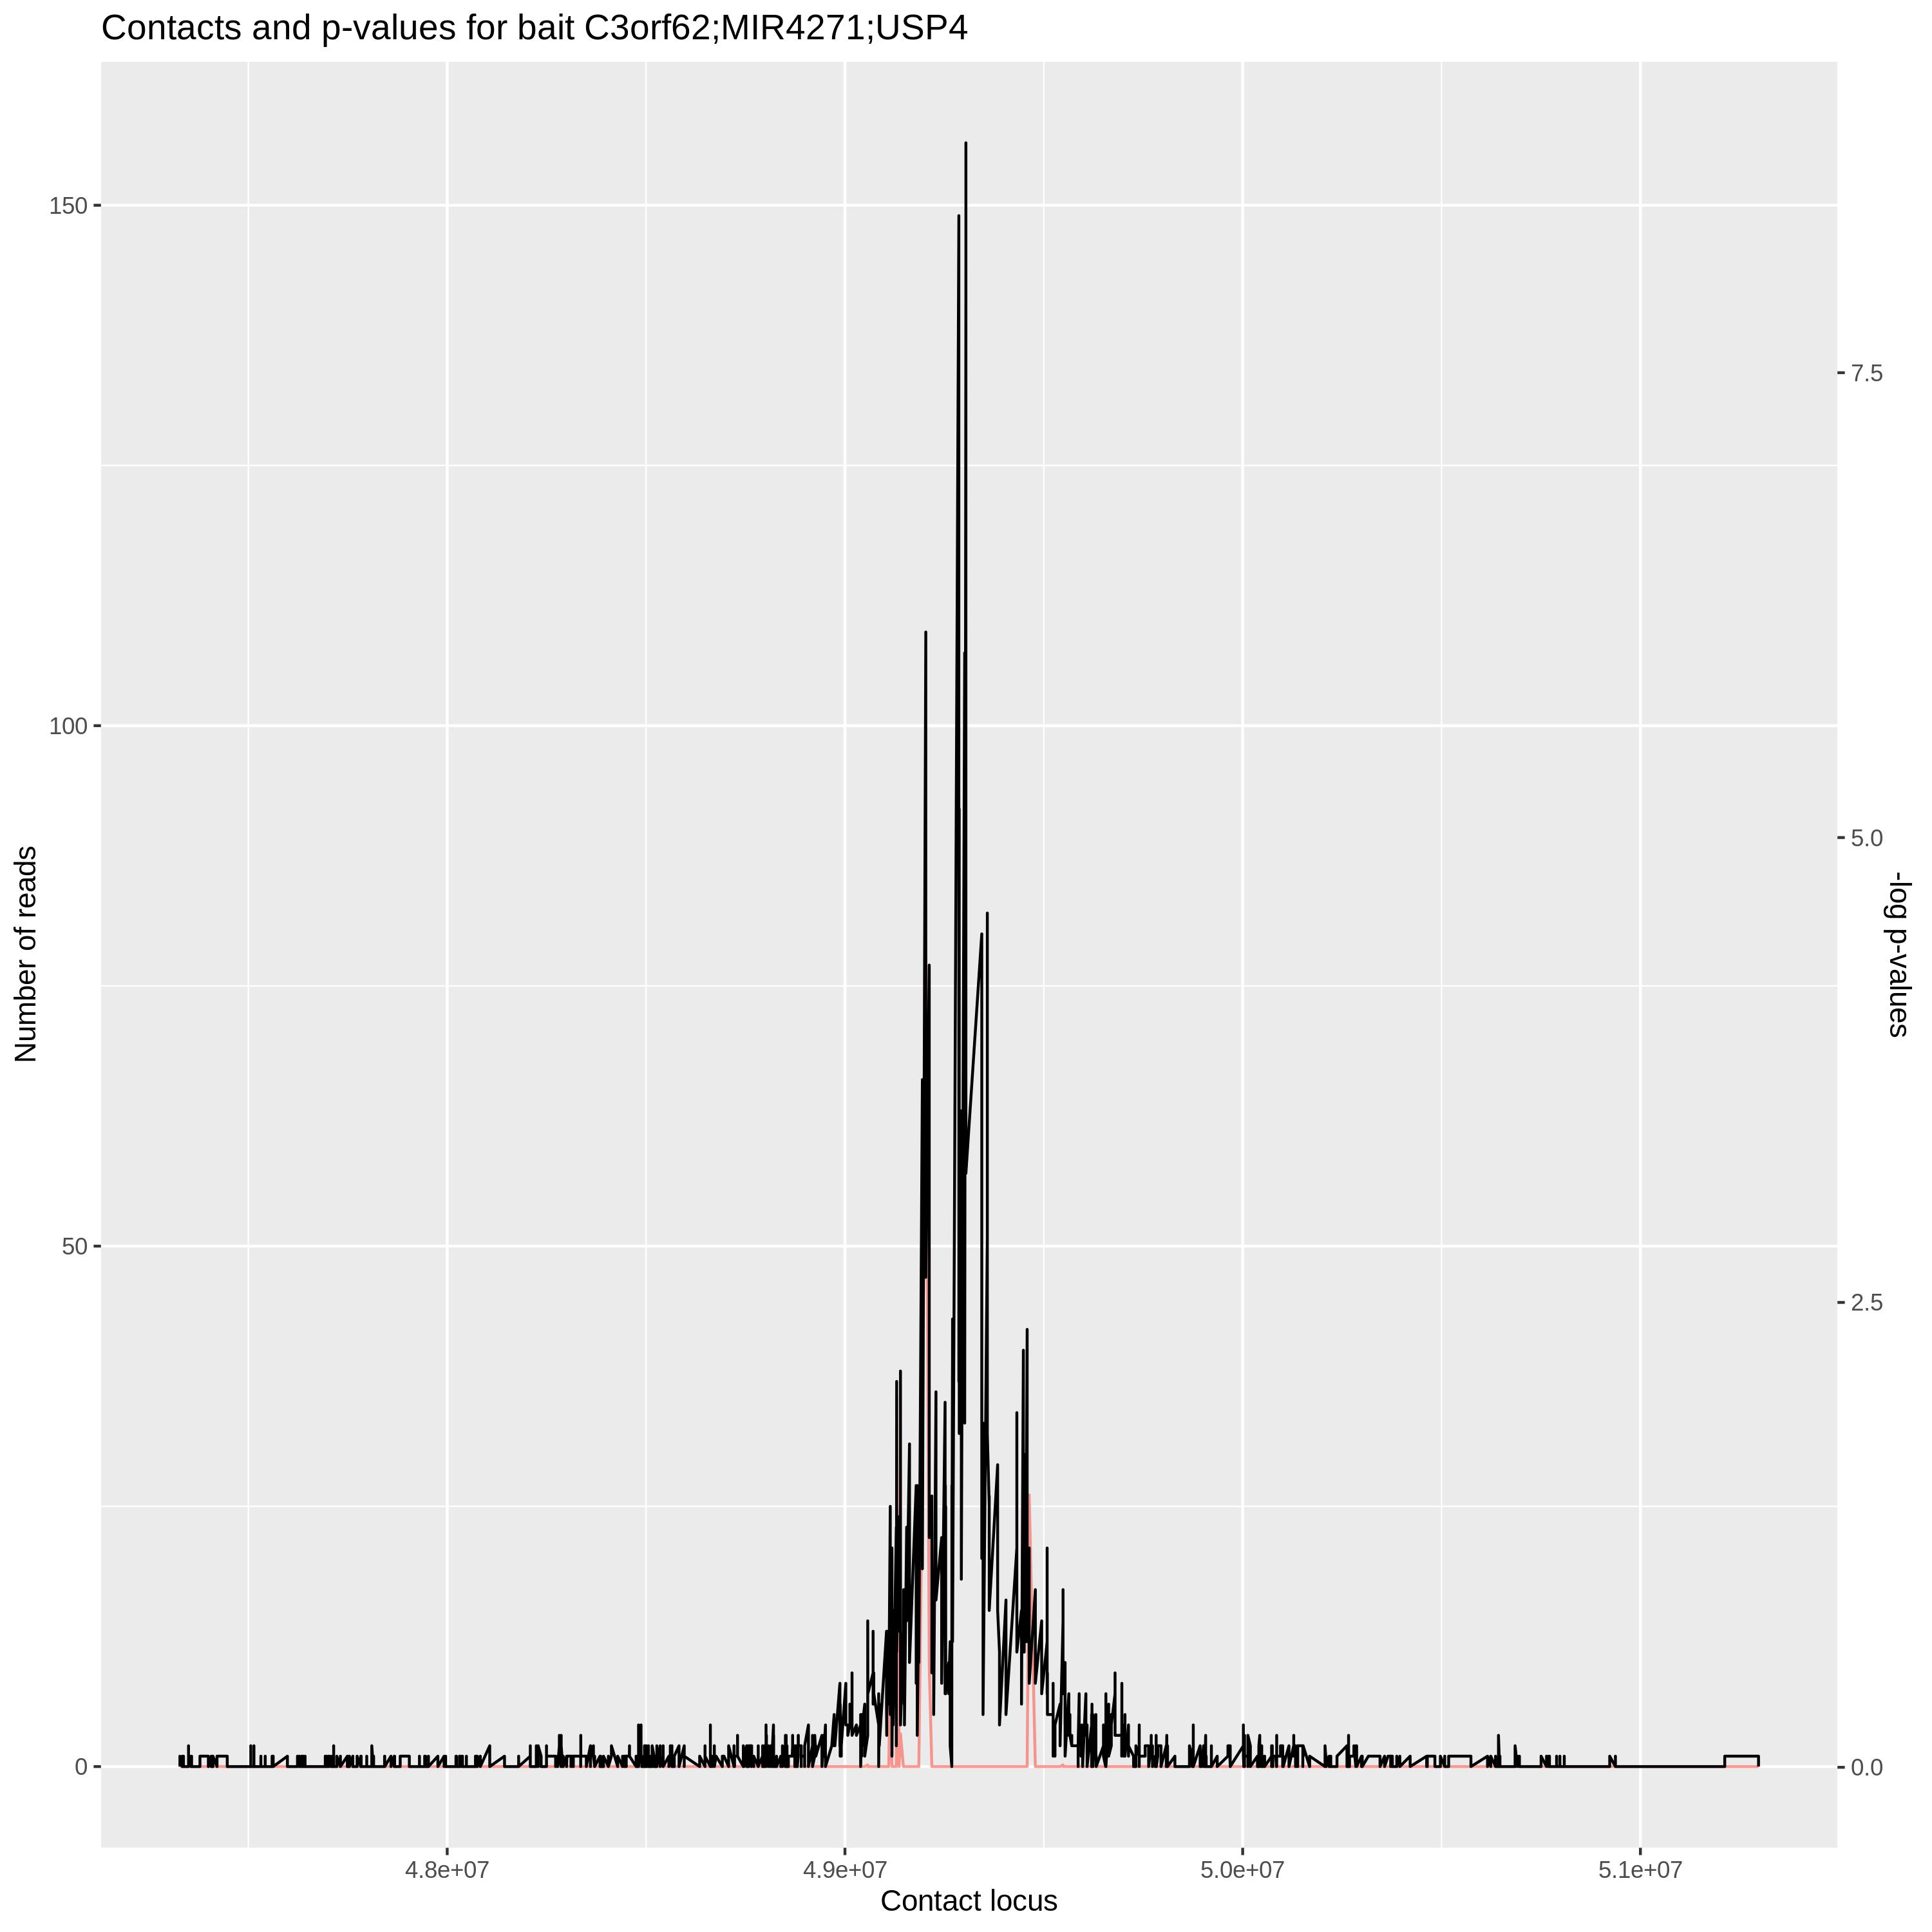 Contacts and p-values for bait C3orf62;MIR4271;USP4
150
100
50
0
Number of reads
7.5
5.0
2.5
0.0
-log p-values
4.8e+07
4.9e+07
5.0e+07
5.1e+07
Contact locus